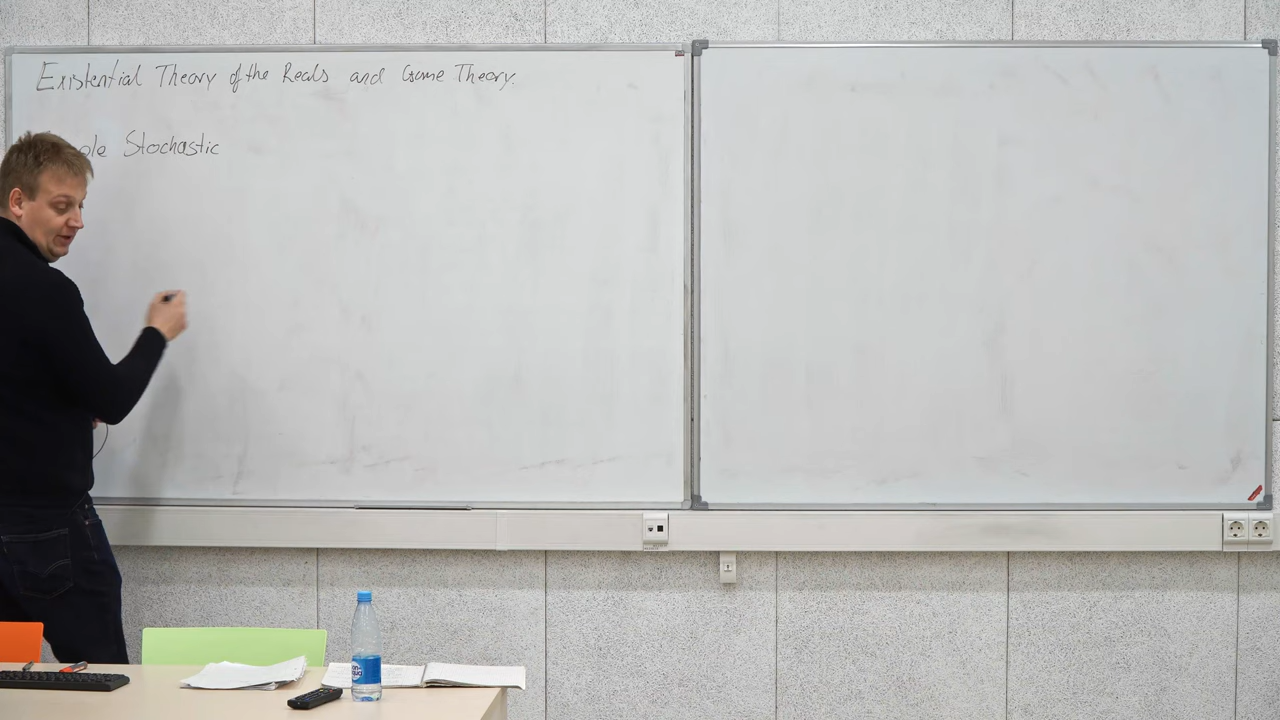 Existential Theory of the Reals and Game Theory.
Stochastic